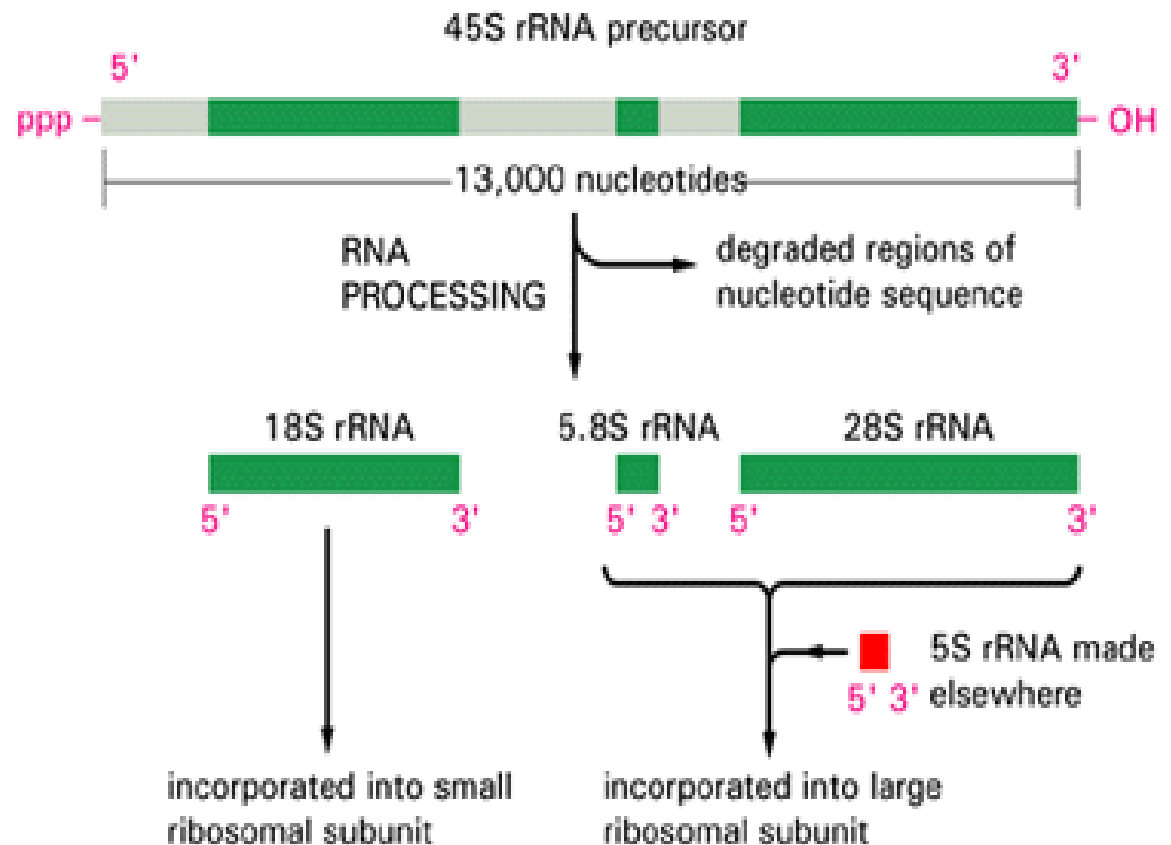 45S rRNA precursor
5' 3'
ppp OH
13,000 nucleotides
RNA
PROCESSING
degraded regions of
nucleotide sequence
18S rRNA 5.8S rRNA 28S rRNA
5' 3' 5' 3' 5' 3'
5S rRNA made
elsewhere
5' 3'
incorporated into small
ribosomal subunit
incorporated into large
ribosomal subunit